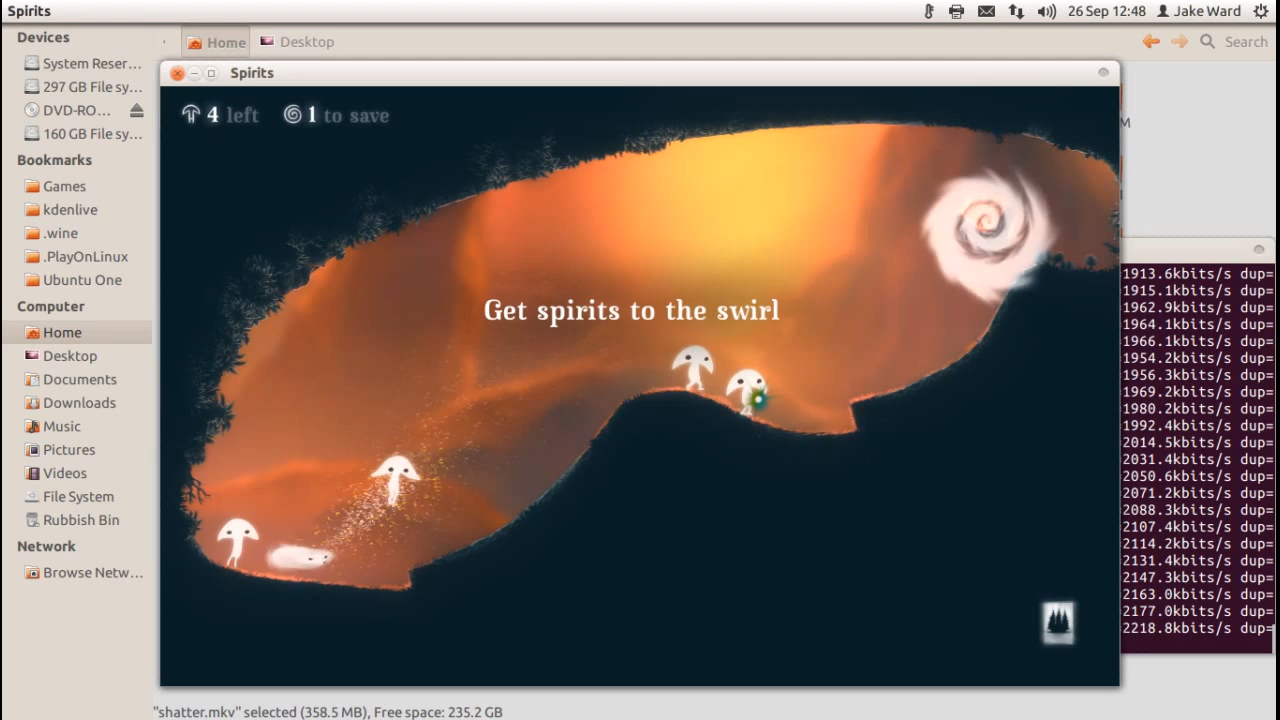 Spirits
26 Sep 12:48 Jake Ward
Devices
System Reser...
297 GB File sy...
DVD-RO...
160 GB File sy...
Bookmarks
Games
kdenlive
.wine
.PlayOnLinux
Ubuntu One
Computer
Home
Desktop
Documents
Downloads
Music
Pictures
Videos
File System
Rubbish Bin
Network
Browse Netw...
Home Desktop Search
Spirits
4 left 1 to save
Get spirits to the swirl
M
1913.6kbits/s dup=
1915.1kbits/s dup=
1962.9kbits/s dup=
1964.1kbits/s dup=
1966.1kbits/s dup=
1954.2kbits/s dup=
1956.3kbits/s dup=
1969.2kbits/s dup=
1980.2kbits/s dup=
1992.4kbits/s dup=
2014.5kbits/s dup=
2031.4kbits/s dup=
2050.6kbits/s dup=
2071.2kbits/s dup=
2088.3kbits/s dup=
2107.4kbits/s dup=
2114.2kbits/s dup=
2131.4kbits/s dup=
2147.3kbits/s dup=
2163.0kbits/s dup=
2177.0kbits/s dup=
2218.8kbits/s dup=
"shatter.mkv" selected (358.5 MB), Free space: 235.2 GB